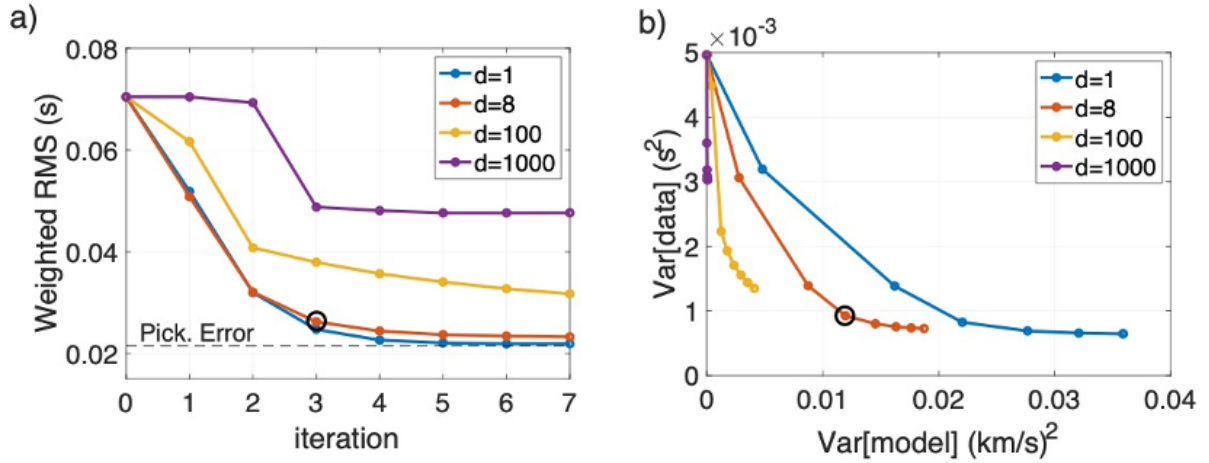 a)
0.08
0.06
0.04
0.02
Weighted RMS (s)
d=1
d=8
d=100
d=1000
Pick. Error
0 1 2 3 4 5 6 7
iteration
b)
×10⁻³
5
4
3
2
1
0
Var[data] (s²)
d=1
d=8
d=100
d=1000
0 0.01 0.02 0.03 0.04
Var[model] (km/s)²